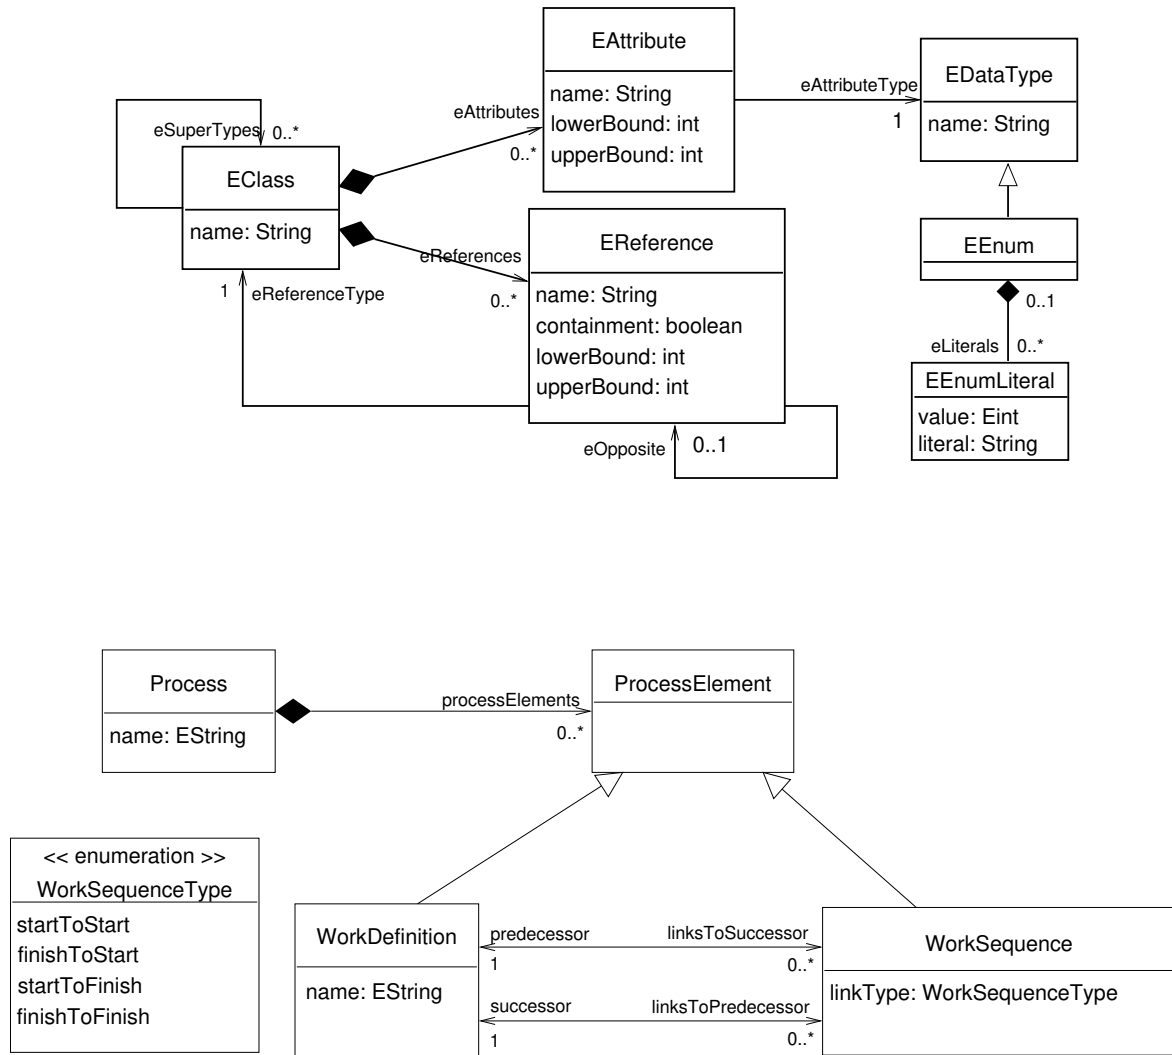 EAttribute
name: String
lowerBound: int
upperBound: int
eAttributeType
1
EDataType
name: String
eSuperTypes
0..*
eAttributes
0..*
EClass
name: String
eReferences
0..*
EReference
name: String
containment: boolean
lowerBound: int
upperBound: int
1
eReferenceType
eOpposite
0..1
EEnum
0..1
eLiterals
0..*
EEnumLiteral
value: Eint
literal: String
Process
name: EString
processElements
0..*
ProcessElement
<< enumeration >>
WorkSequenceType
startToStart
finishToStart
startToFinish
finishToFinish
WorkDefinition
name: EString
predecessor
1
linksToSuccessor
0..*
successor
1
linksToPredecessor
0..*
WorkSequence
linkType: WorkSequenceType